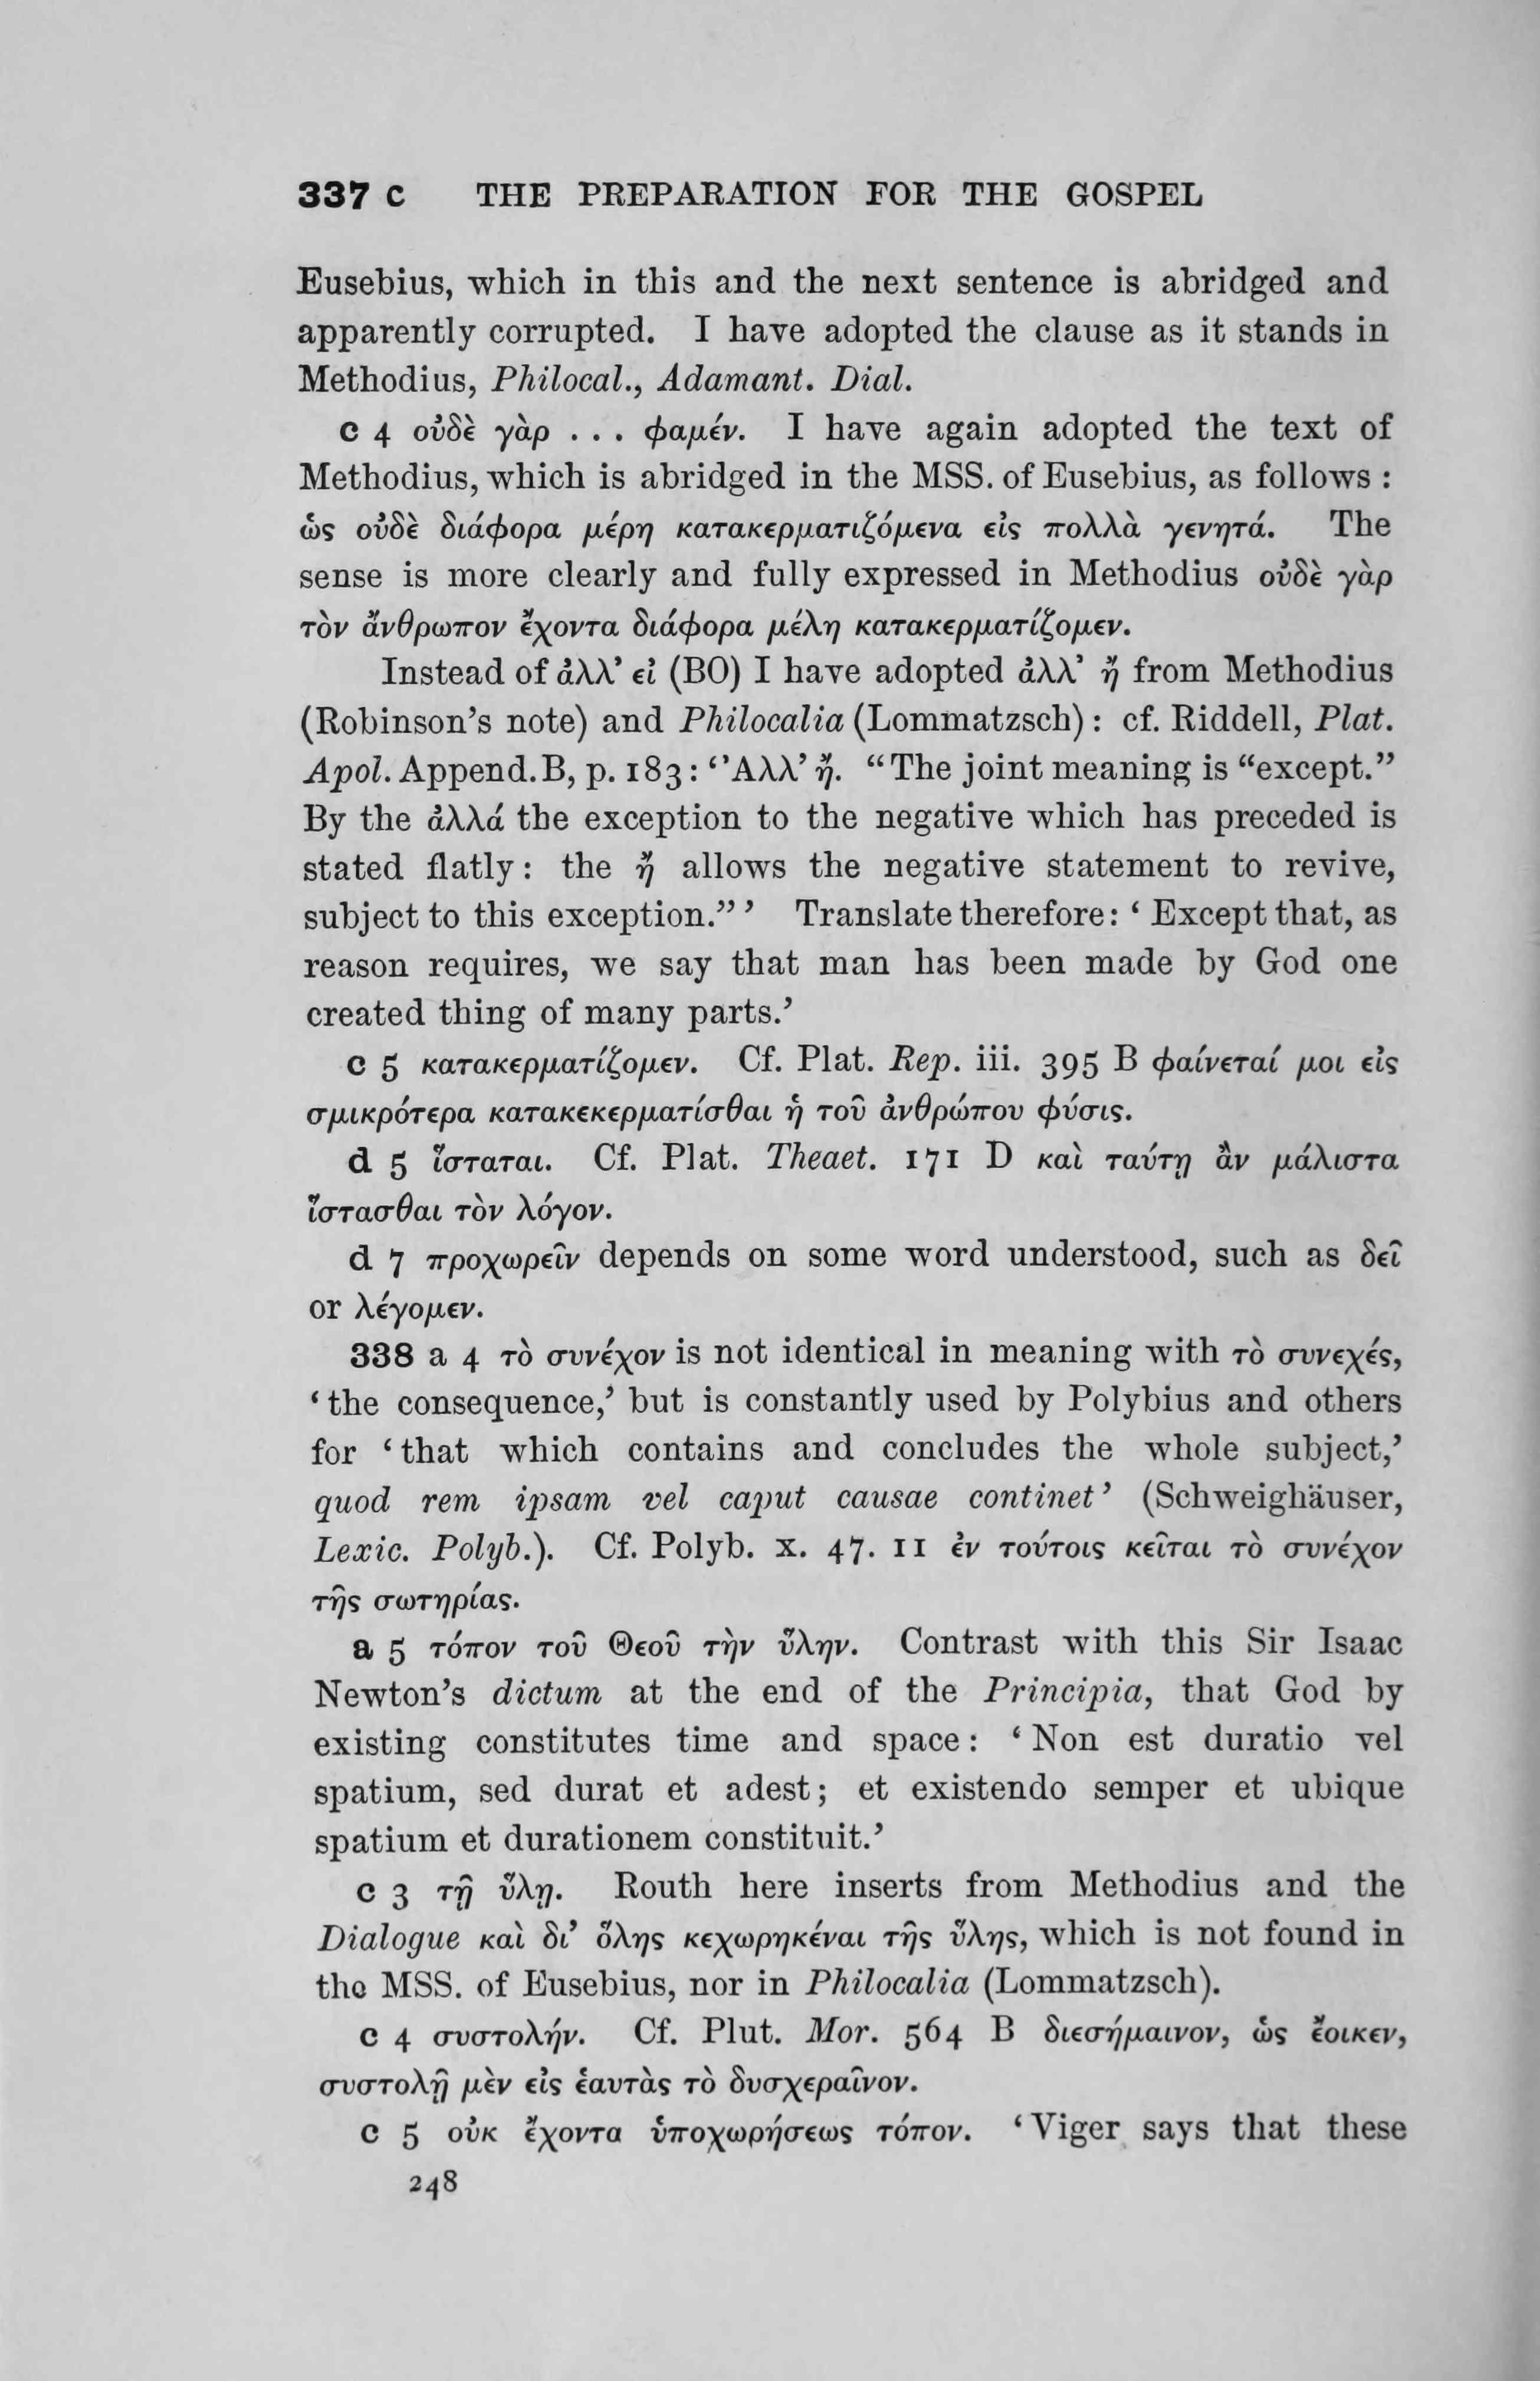 337 c THE PREPARATION FOR THE GOSPEL
Eusebius, which in this and the next sentence is abridged and
apparently corrupted. I have adopted the clause as it stands in
Methodius, Philocal., Adamant. Dial.
c 4 οὐδὲ γὰρ . . . φαμέν. I have again adopted the text of
Methodius, which is abridged in the MSS. of Eusebius, as follows :
ὡς οὐδὲ διάφορα μέρη κατακερματιζόμενα εἰς πολλὰ γενητά. The
sense is more clearly and fully expressed in Methodius οὐδὲ γὰρ
τὸν ἄνθρωπον ἔχοντα διάφορα μέλη κατακερματίζομεν.
Instead of ἀλλ’ εἰ (BO) I have adopted ἀλλ’ ἤ from Methodius
(Robinson’s note) and Philocalia (Lommatzsch) : cf. Riddell, Plat.
Apol. Append. B, p. 183 : ‘’Αλλ’ ἤ. “The joint meaning is “except.”
By the ἀλλά the exception to the negative which has preceded is
stated flatly : the ἤ allows the negative statement to revive,
subject to this exception.” ’ Translate therefore : ‘ Except that, as
reason requires, we say that man has been made by God one
created thing of many parts.’
c 5 κατακερματίζομεν. Cf. Plat. Rep. iii. 395 B φαίνεταί μοι εἰς
σμικρότερα κατακεκερματίσθαι ἡ τοῦ ἀνθρώπου φύσις.
d 5 ἵσταται. Cf. Plat. Theaet. 171 D καὶ ταύτῃ ἂν μάλιστα
ἵστασθαι τὸν λόγον.
d 7 προχωρεῖν depends on some word understood, such as δεῖ
or λέγομεν.
338 a 4 τὸ συνέχον is not identical in meaning with τὸ συνεχές,
‘ the consequence,’ but is constantly used by Polybius and others
for ‘ that which contains and concludes the whole subject,’
quod rem ipsam vel caput causae continet ’ (Schweighäuser,
Lexic. Polyb.). Cf. Polyb. x. 47. 11 ἐν τούτοις κεῖται τὸ συνέχον
τῆς σωτηρίας.
a 5 τόπον τοῦ Θεοῦ τὴν ὕλην. Contrast with this Sir Isaac
Newton’s dictum at the end of the Principia, that God by
existing constitutes time and space : ‘ Non est duratio vel
spatium, sed durat et adest ; et existendo semper et ubique
spatium et durationem constituit.’
c 3 τῇ ὕλῃ. Routh here inserts from Methodius and the
Dialogue καὶ δι’ ὅλης κεχωρηκέναι τῆς ὕλης, which is not found in
the MSS. of Eusebius, nor in Philocalia (Lommatzsch).
c 4 συστολήν. Cf. Plut. Mor. 564 B διεσήμαινον, ὡς ἔοικεν,
συστολῇ μὲν εἰς ἑαυτὰς τὸ δυσχεραῖνον.
c 5 οὐκ ἔχοντα ὑποχωρήσεως τόπον. ‘ Viger says that these
248